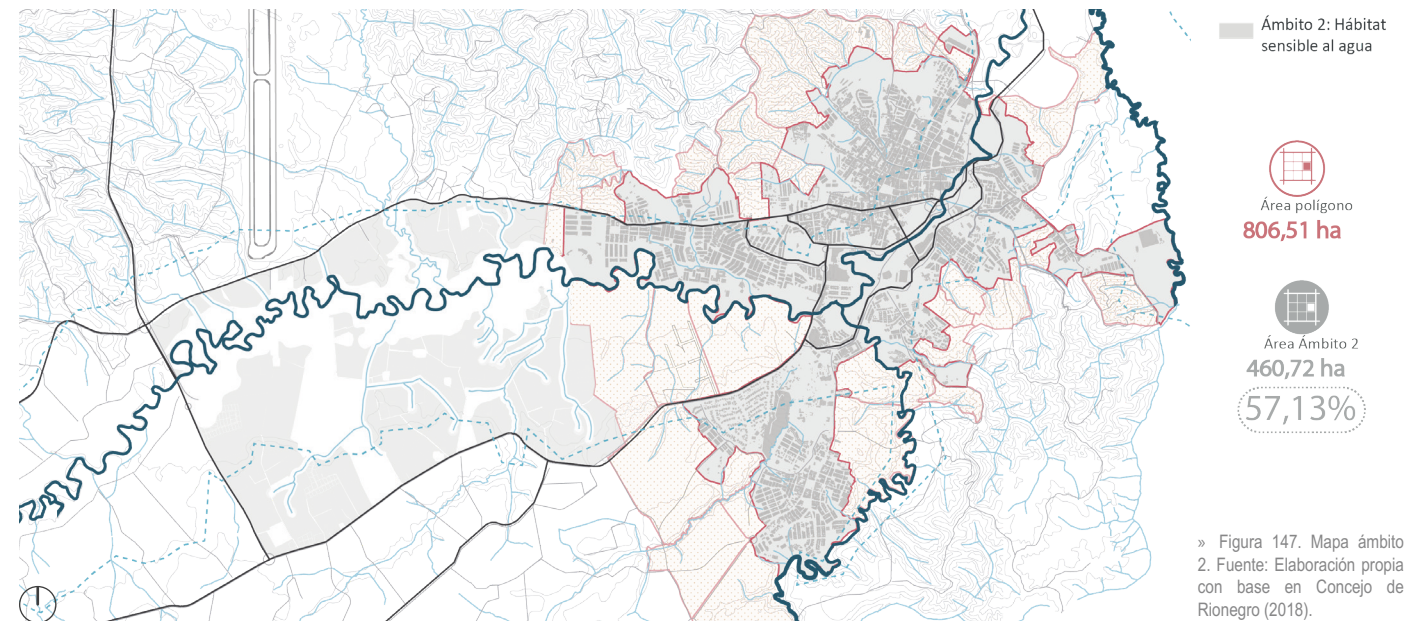 Ámbito 2: Hábitat
sensible al agua
Área polígono
806,51 ha
Área Ámbito 2
460,72 ha
57,13%
» Figura 147. Mapa ámbito
2. Fuente: Elaboración propia
con base en Concejo de
Rionegro (2018).